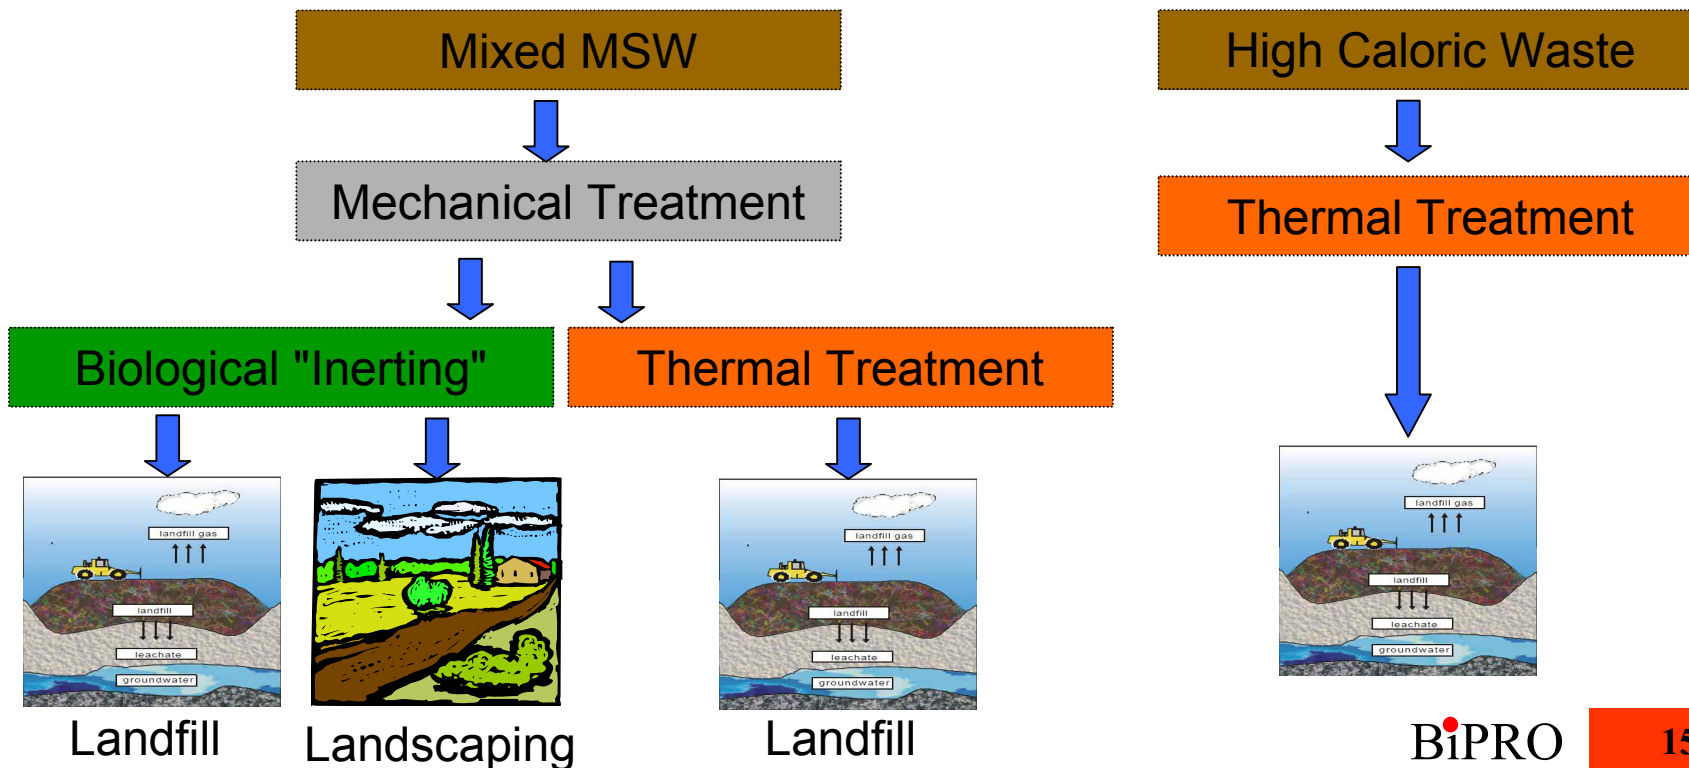 Mixed MSW
High Caloric Waste
Mechanical Treatment
Thermal Treatment
Biological "Inerting"
Thermal Treatment
landfill gas
landfill
leachate
groundwater
landfill gas
landfill
leachate
groundwater
landfill gas
landfill
leachate
groundwater
Landfill
Landscaping
Landfill
BiPRO
15